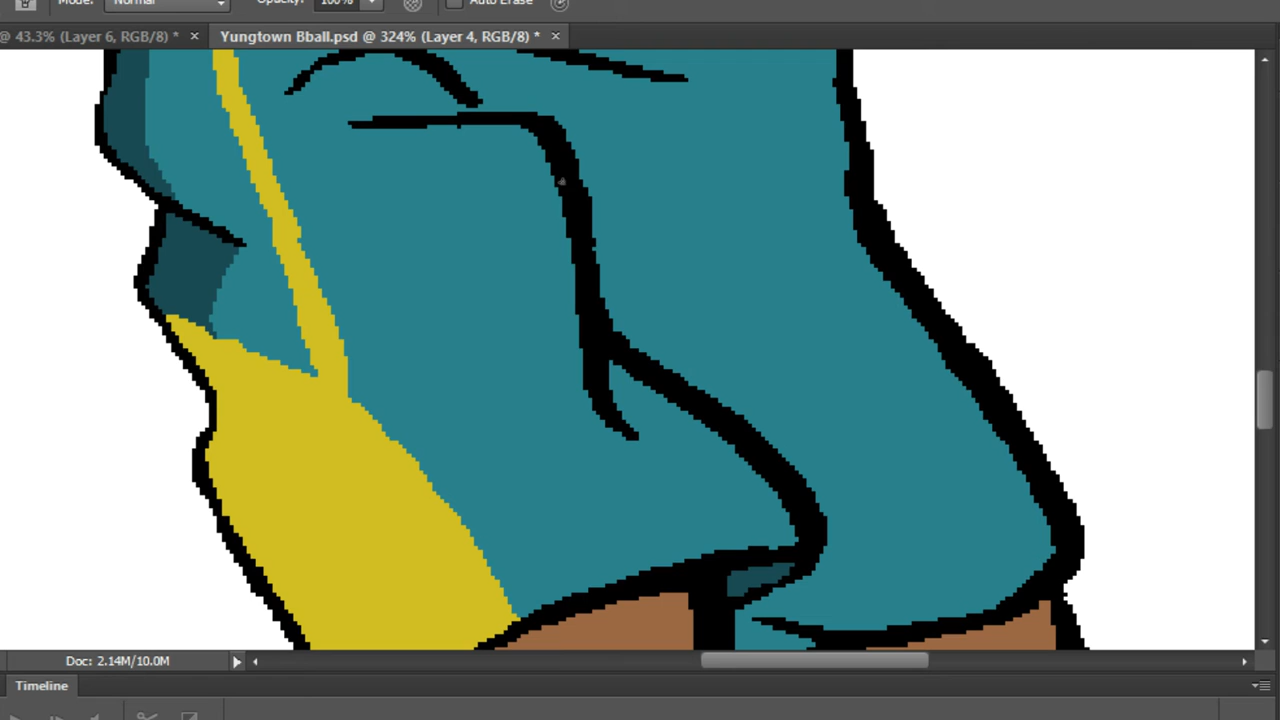 Mode: Normal Opacity: 100% Auto Erase
@ 43.3% (Layer 6, RGB/8) * × Yungtown Bball.psd @ 324% (Layer 4, RGB/8) * ×
Doc: 2.14M/10.0M
Timeline